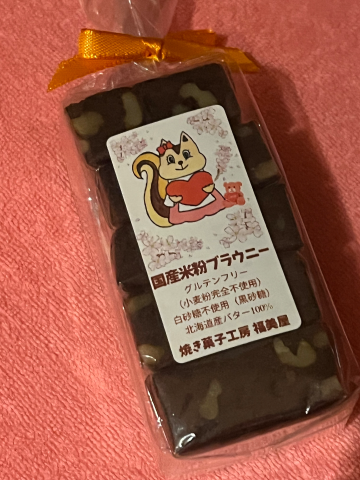 国産米粉ブラウニー
グルテンフリー
（小麦粉完全不使用）
白砂糖不使用（黒砂糖）
北海道産バター100%
焼き菓子工房 福美屋